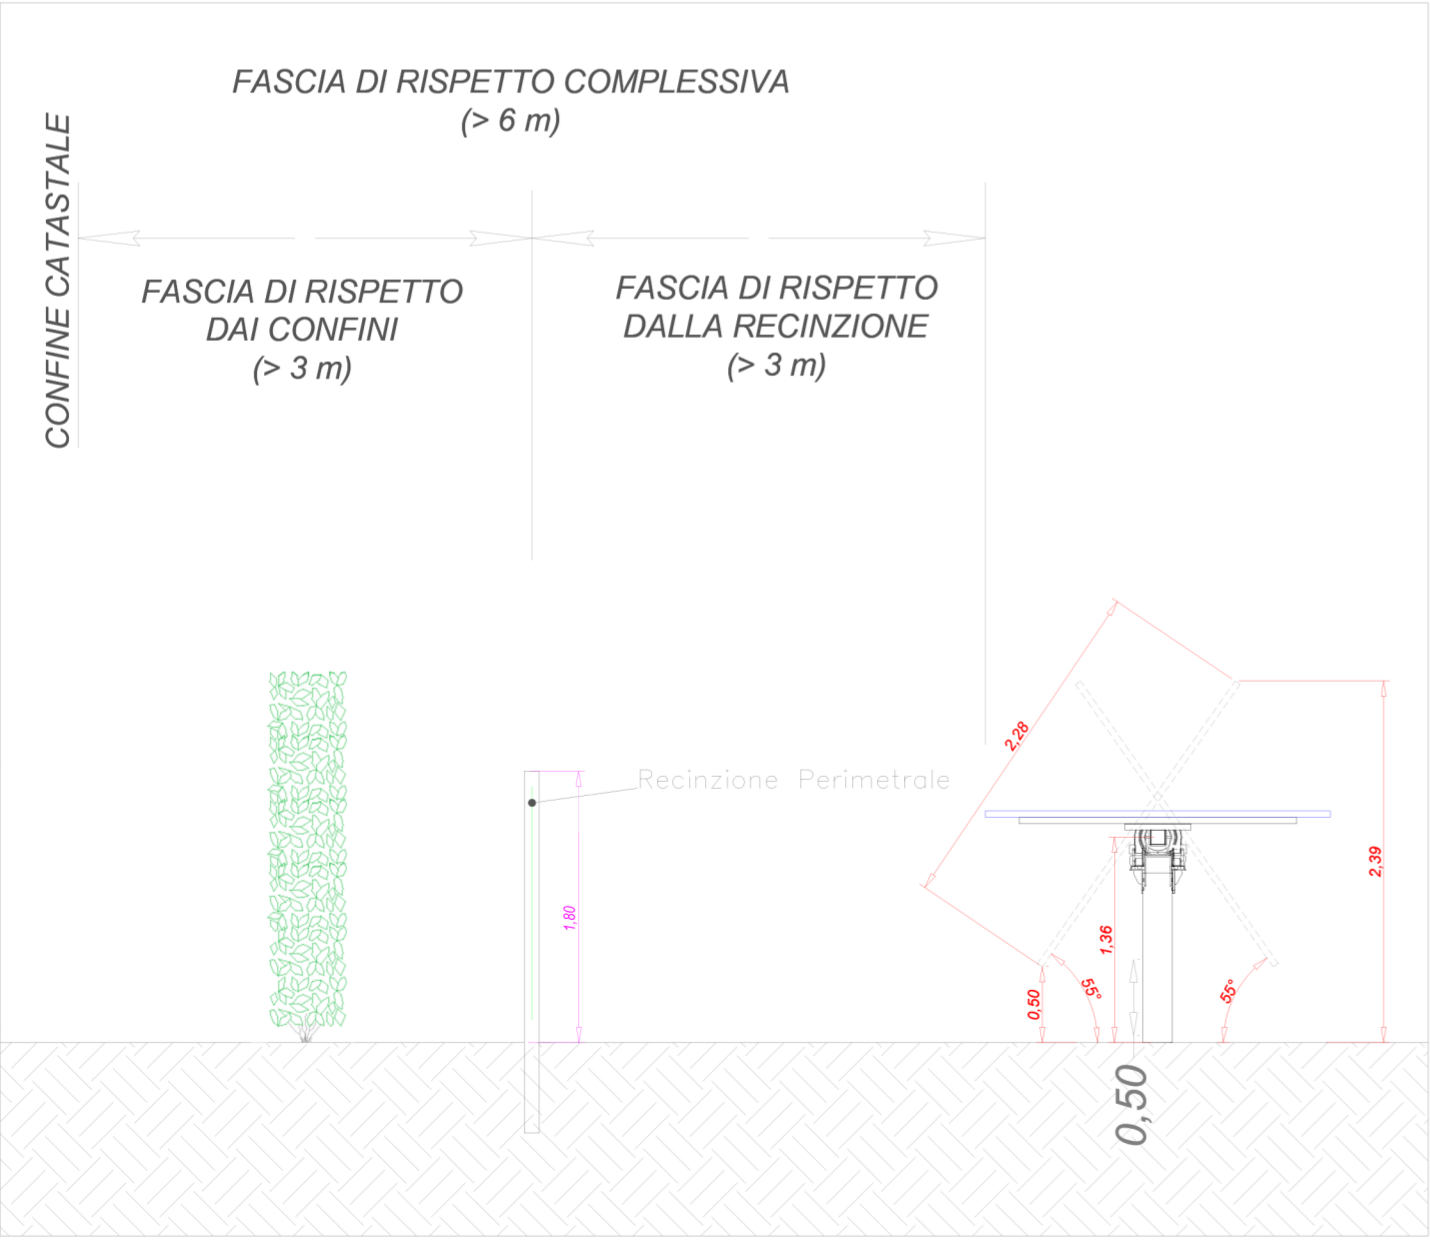 FASCIA DI RISPETTO COMPLESSIVA
(> 6 m)
CONFINE CATASTALE
FASCIA DI RISPETTO
DAI CONFINI
(> 3 m)
FASCIA DI RISPETTO
DALLA RECINZIONE
(> 3 m)
Recinzione Perimetrale
1,80
2,28
2,39
1,36
0,50
55°
55°
0,50